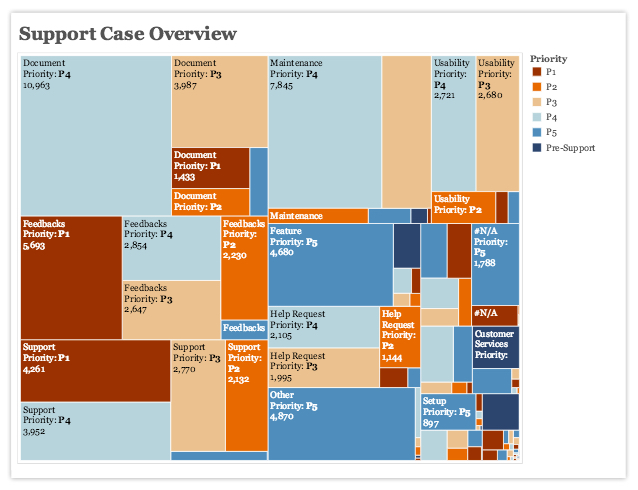 Support Case Overview
Document
Priority: P4
10,963
Document
Priority: P3
3,987
Document
Priority: P1
1,433
Document
Priority: P2
Maintenance
Priority: P4
7,845
Maintenance
Usability
Priority:
P4
2,721
Usability
Priority:
P3
2,680
Usability
Priority: P2
Feedbacks
Priority: P1
5,693
Feedbacks
Priority: P4
2,854
Feedbacks
Priority: P3
2,647
Feedbacks
Priority:
P2
2,230
Feedbacks
Support
Priority: P1
4,261
Support
Priority: P4
3,952
Support
Priority: P3
2,770
Support
Priority:
P2
2,132
Feature
Priority: P5
4,680
Help Request
Priority: P4
2,105
Help Request
Priority: P3
1,995
Help
Request
Priority:
P2
1,144
Other
Priority: P5
4,870
#N/A
Priority:
P5
1,788
#N/A
Customer
Services
Priority:
Setup
Priority: P5
897
Priority
P1
P2
P3
P4
P5
Pre-Support